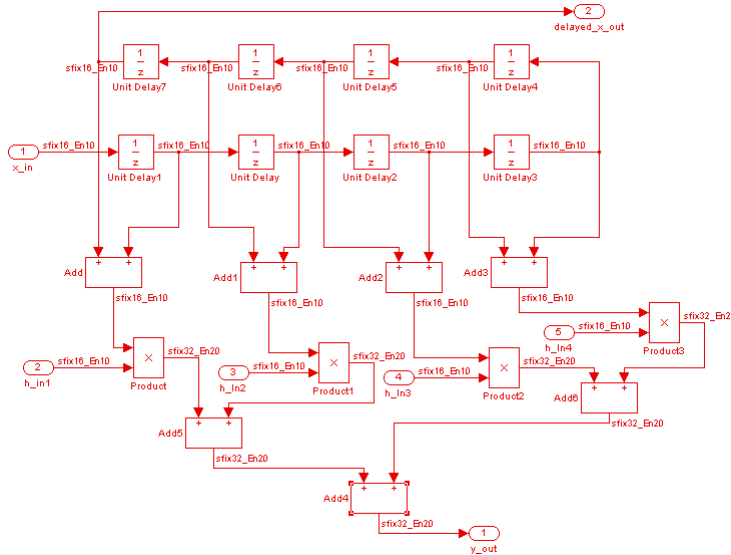 2
delayed_x_out
1
z
1
z
1
z
1
z
sfix16_En10
sfix16_En10
sfix16_En10
sfix16_En10
Unit Delay7
Unit Delay6
Unit Delay5
Unit Delay4
1
x_in
sfix16_En10
1
z
sfix16_En10
1
z
sfix16_En10
1
z
sfix16_En10
1
z
sfix16_En10
Unit Delay1
Unit Delay
Unit Delay2
Unit Delay3
+ +
+ +
+ +
+ +
Add
Add1
Add2
Add3
sfix16_En10
sfix16_En10
sfix16_En10
sfix16_En10
×
sfix32_En2
Product3
5
h_In4
sfix16_En10
2
h_in1
sfix16_En10
×
sfix32_En20
Product
3
h_In2
sfix16_En10
×
sfix32_En20
Product1
4
h_In3
sfix16_En10
×
sfix32_En20
Product2
+ +
Add6
sfix32_En20
+ +
Add5
sfix32_En20
+ +
Add4
sfix32_En20
1
y_out